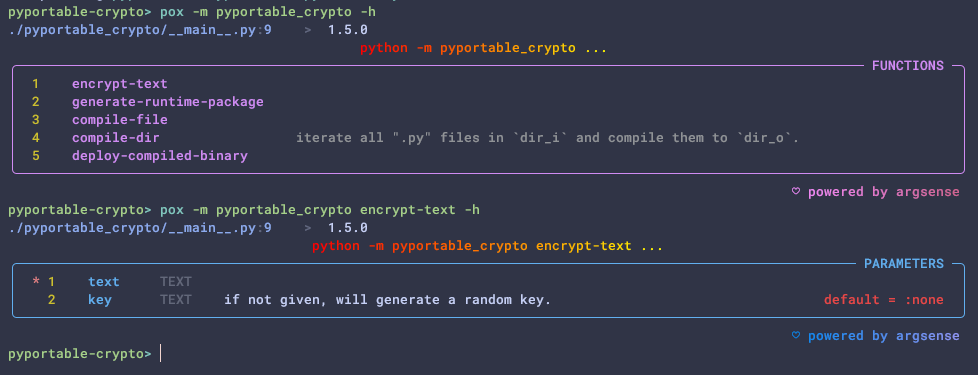 pyportable-crypto> pox -m pyportable_crypto -h
./pyportable_crypto/__main__.py:9 > 1.5.0
python -m pyportable_crypto ...
FUNCTIONS
1 encrypt-text
2 generate-runtime-package
3 compile-file
4 compile-dir iterate all ".py" files in `dir_i` and compile them to `dir_o`.
5 deploy-compiled-binary
♡ powered by argsense
pyportable-crypto> pox -m pyportable_crypto encrypt-text -h
./pyportable_crypto/__main__.py:9 > 1.5.0
python -m pyportable_crypto encrypt-text ...
PARAMETERS
* 1 text TEXT
2 key TEXT if not given, will generate a random key. default = :none
♡ powered by argsense
pyportable-crypto>